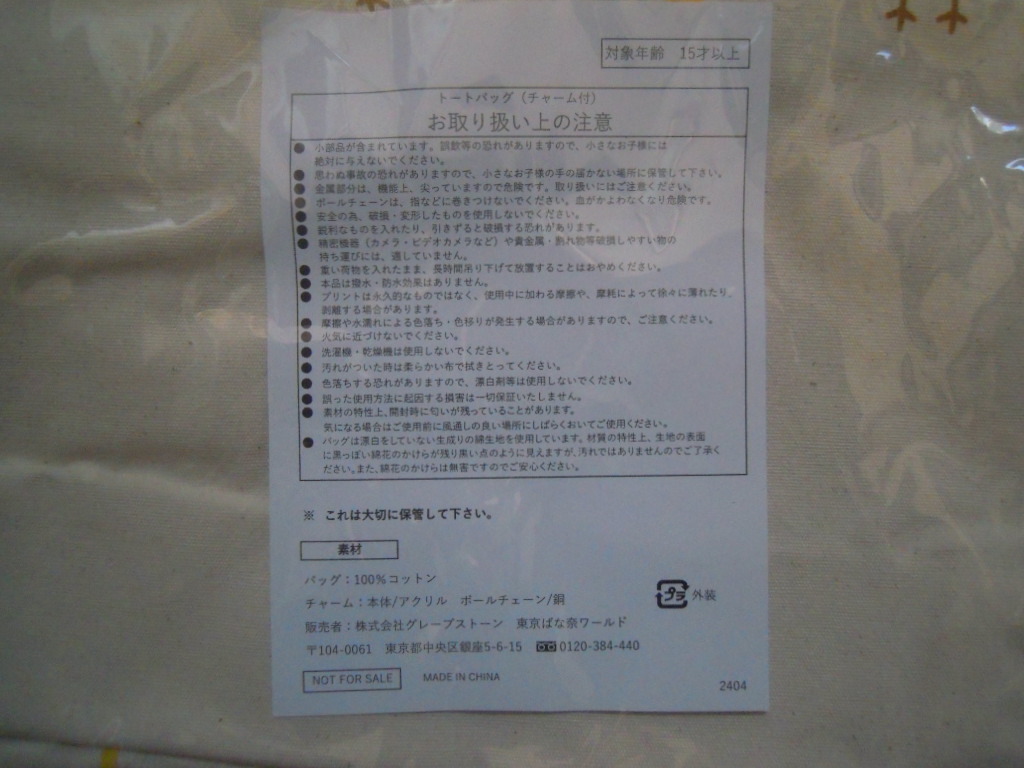 対象年齢　15才以上
トートバッグ（チャーム付）
お取り扱い上の注意
● 小部品が含まれています。誤飲等の恐れがありますので、小さなお子様には
絶対に与えないでください。
● 思わぬ事故の恐れがありますので、小さなお子様の手の届かない場所に保管して下さい。
● 金属部分は、機能上、尖っていますので危険です。取り扱いにはご注意ください。
● ボールチェーンは、指などに巻きつけないでください。血がかよわなくなり危険です。
● 安全の為、破損・変形したものを使用しないでください。
● 鋭利なものを入れたり、引きずると破損する恐れがあります。
● 精密機器（カメラ・ビデオカメラなど）や貴金属・割れ物等破損しやすい物の
持ち運びには、適していません。
● 重い荷物を入れたまま、長時間吊り下げて放置することはおやめください。
● 本品は撥水・防水効果はありません。
● プリントは永久的なものではなく、使用中に加わる摩擦や、摩耗によって徐々に薄れたり、
剥離する場合があります。
● 摩擦や水濡れによる色落ち・色移りが発生する場合がありますので、ご注意ください。
● 火気に近づけないでください。
● 洗濯機・乾燥機は使用しないでください。
● 汚れがついた時は柔らかい布で拭きとってください。
● 色落ちする恐れがありますので、漂白剤等は使用しないでください。
● 誤った使用方法に起因する損害は一切保証いたしません。
● 素材の特性上、開封時に匂いが残っていることがあります。
気になる場合はご使用前に風通しの良い場所にしばらくおいてご使用ください。
● バッグは漂白をしていない生成りの綿生地を使用しています。材質の特性上、生地の表面
に黒っぽい綿花のかけらが残り黒い点のように見えますが、汚れではありませんのでご了承く
ださい。また、綿花のかけらは無害ですのでご安心ください。
※ これは大切に保管して下さい。
素材
バッグ：100％コットン
チャーム：本体/アクリル　ボールチェーン/銅
プラ 外装
販売者：株式会社グレープストーン　東京ばな奈ワールド
〒104-0061　東京都中央区銀座5-6-15　0120-384-440
NOT FOR SALE MADE IN CHINA
2404